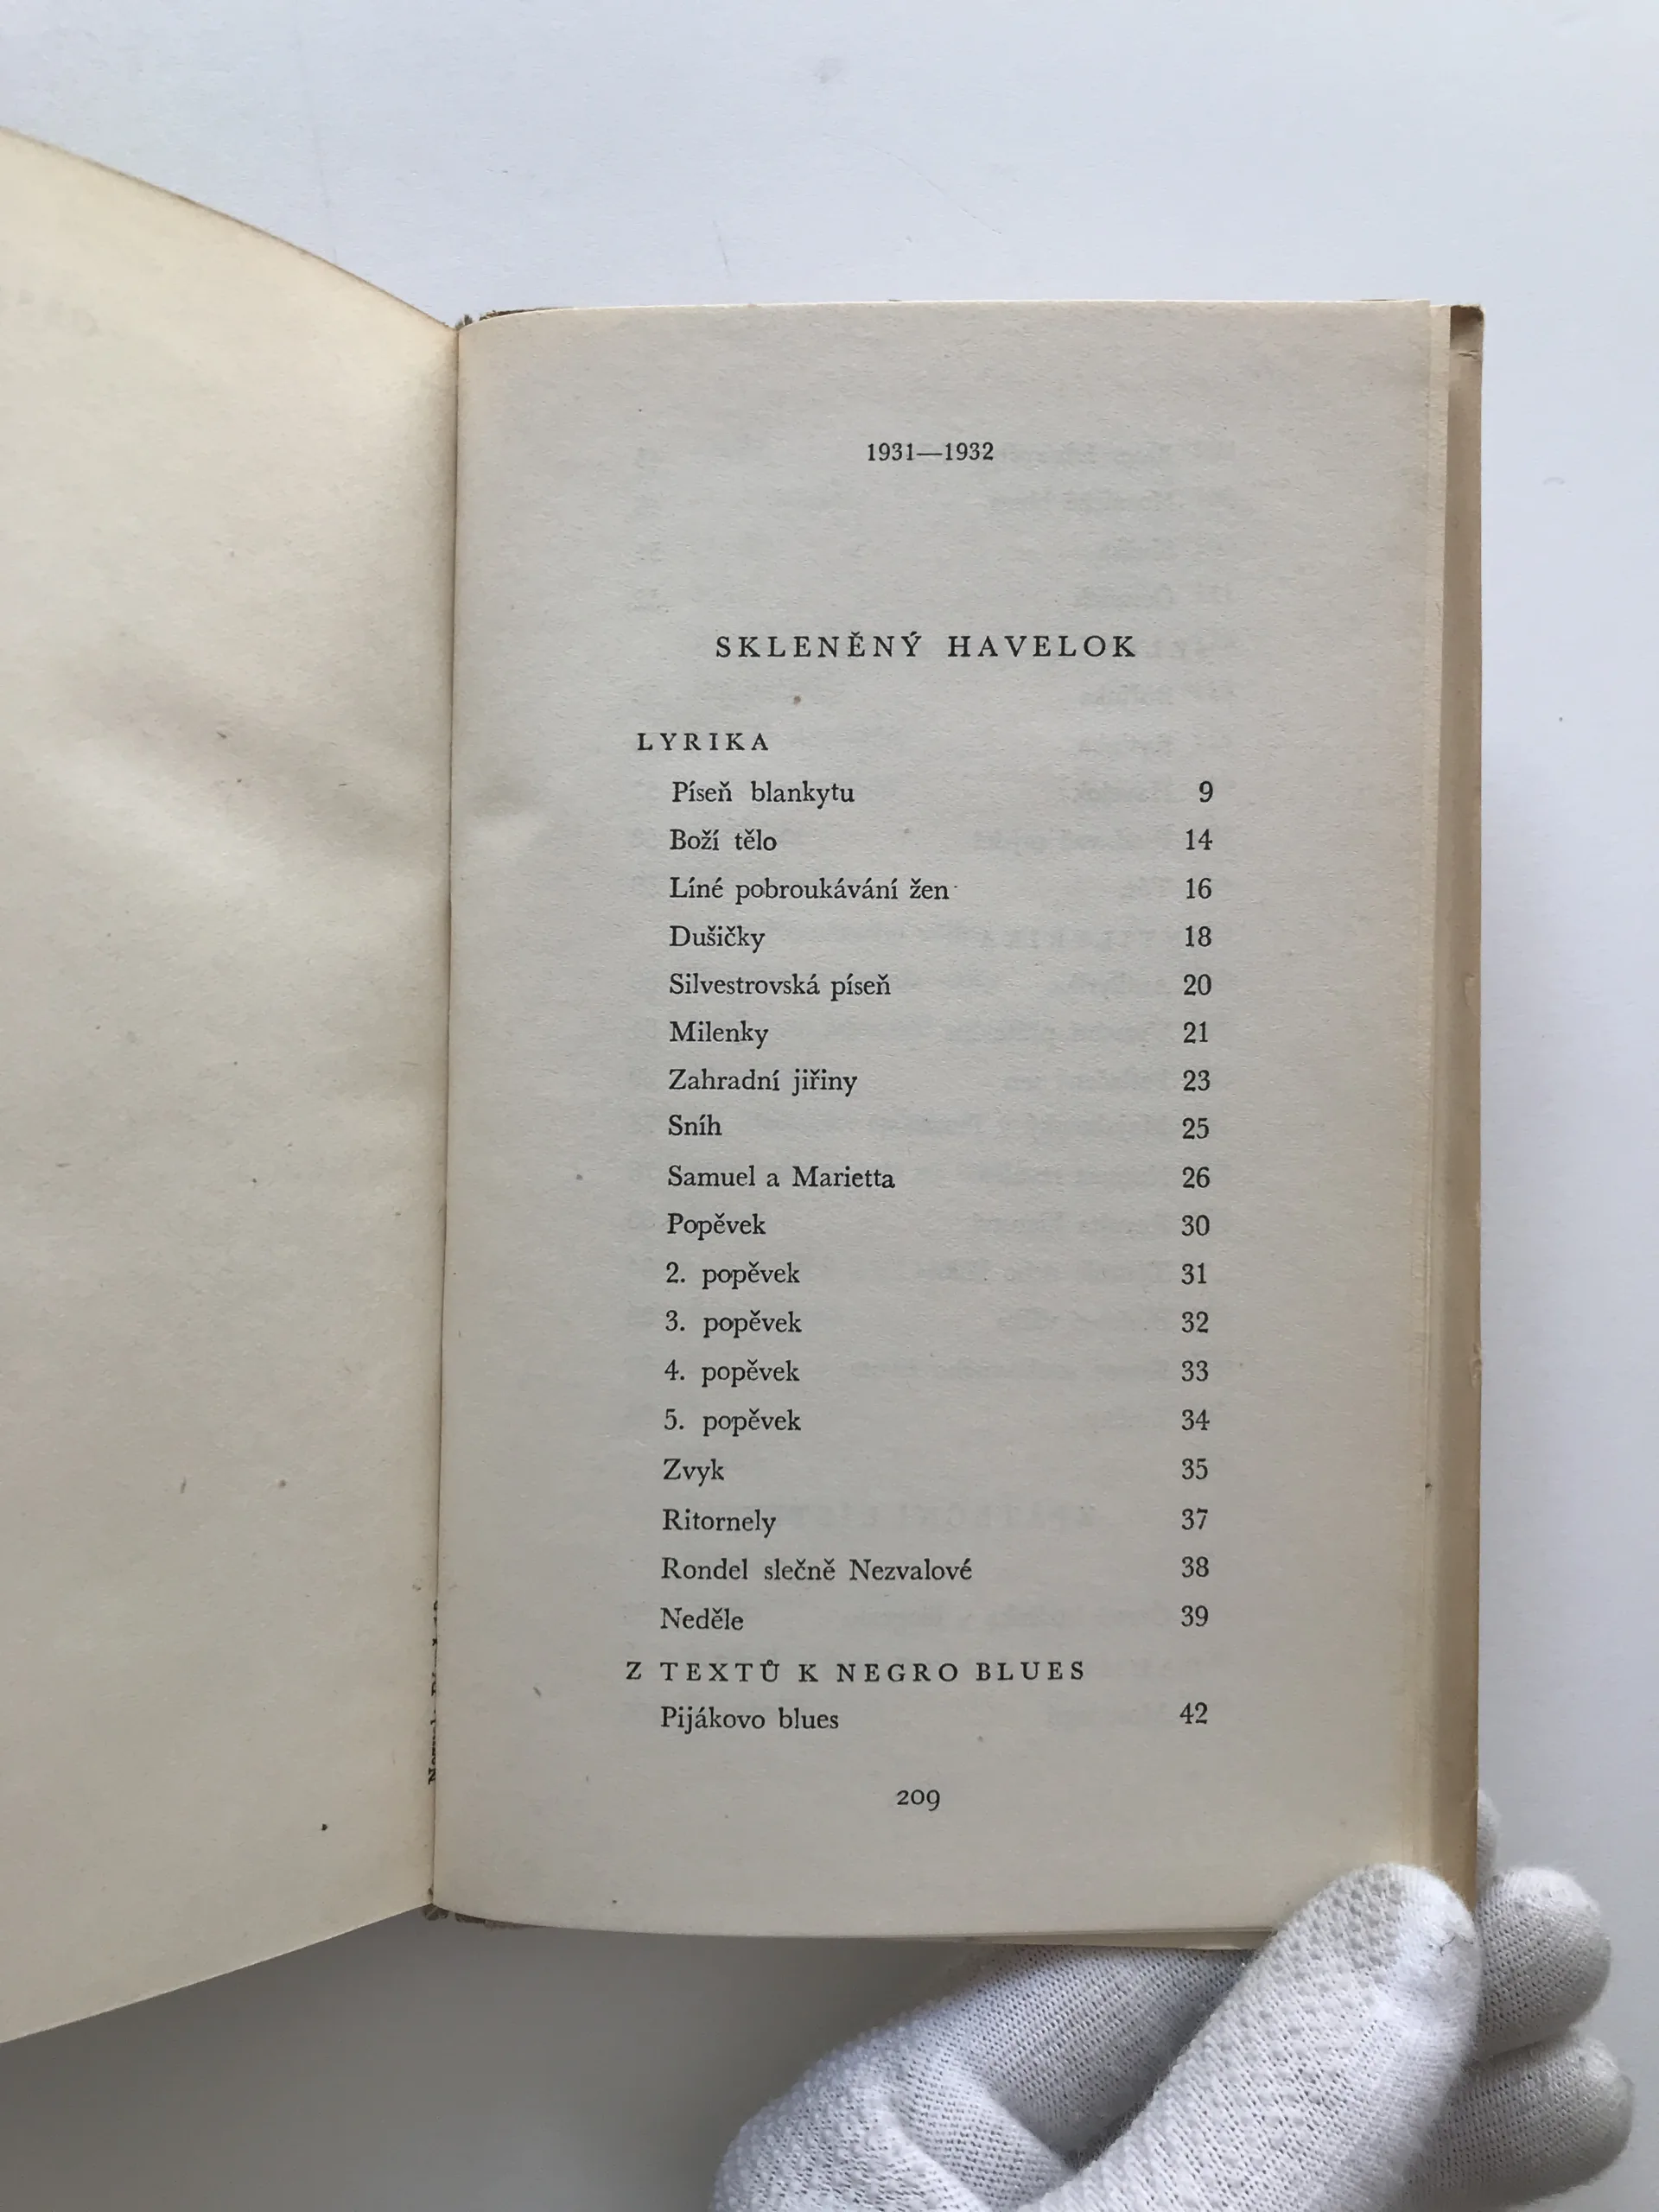 1931—1932
SKLENĚNÝ HAVELOK
LYRIKA
Píseň blankytu 9
Boží tělo 14
Líné pobroukávání žen 16
Dušičky 18
Silvestrovská píseň 20
Milenky 21
Zahradní jiřiny 23
Sníh 25
Samuel a Marietta 26
Popěvek 30
2. popěvek 31
3. popěvek 32
4. popěvek 33
5. popěvek 34
Zvyk 35
Ritornely 37
Rondel slečně Nezvalové 38
Neděle 39
Z TEXTŮ K NEGRO BLUES
Pijákovo blues 42
209